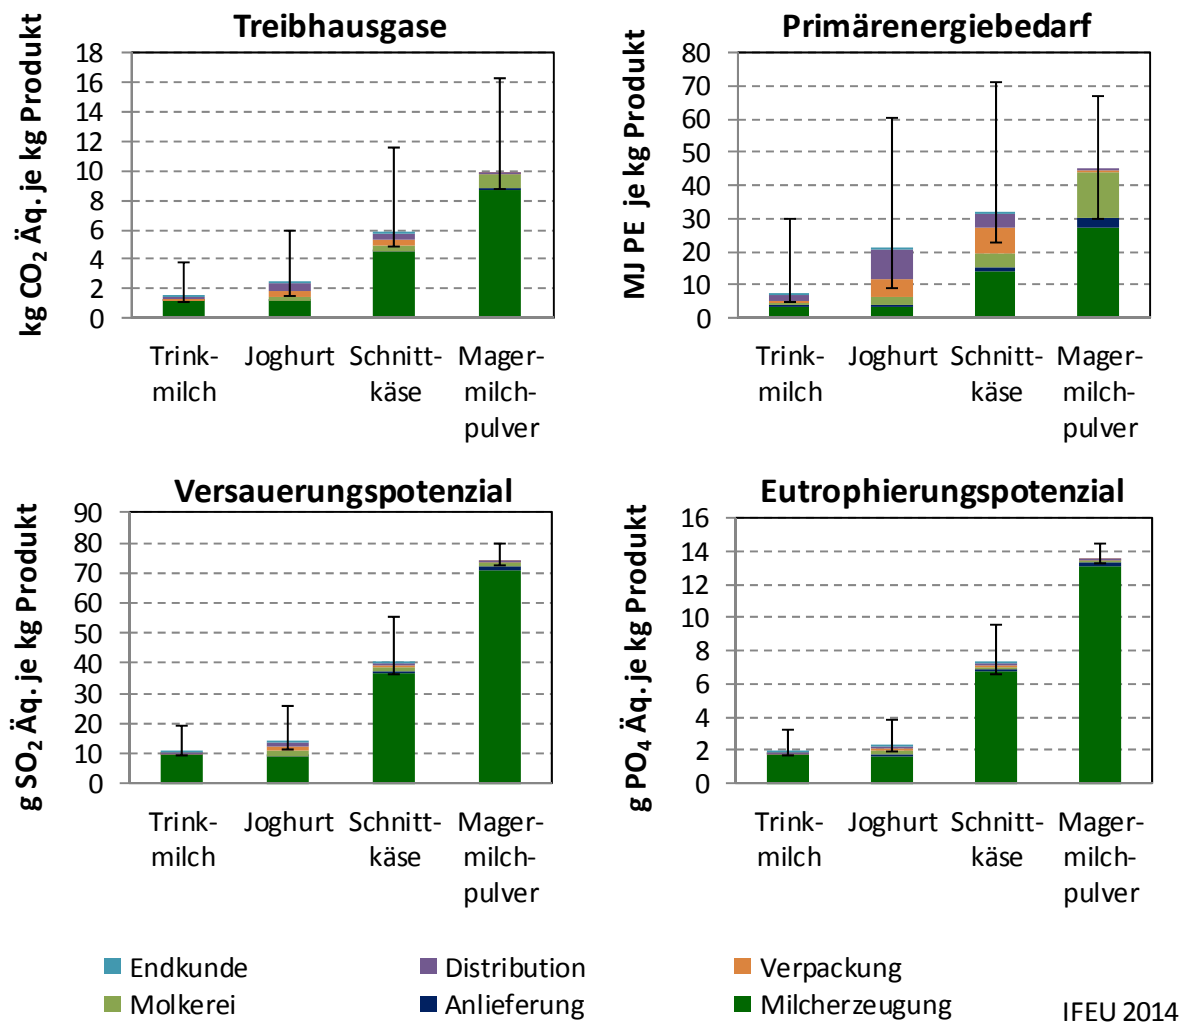 Treibhausgase
kg CO₂ Äq. je kg Produkt
18
16
14
12
10
8
6
4
2
0
Trink-
milch
Joghurt
Schnitt-
käse
Mager-
milch-
pulver
Primärenergiebedarf
MJ PE je kg Produkt
80
70
60
50
40
30
20
10
0
Trink-
milch
Joghurt
Schnitt-
käse
Mager-
milch-
pulver
Versauerungspotenzial
g SO₂ Äq. je kg Produkt
90
80
70
60
50
40
30
20
10
0
Trink-
milch
Joghurt
Schnitt-
käse
Mager-
milch-
pulver
Eutrophierungspotenzial
g PO₄ Äq. je kg Produkt
16
14
12
10
8
6
4
2
0
Trink-
milch
Joghurt
Schnitt-
käse
Mager-
milch-
pulver
Endkunde
Distribution
Verpackung
Molkerei
Anlieferung
Milcherzeugung
IFEU 2014